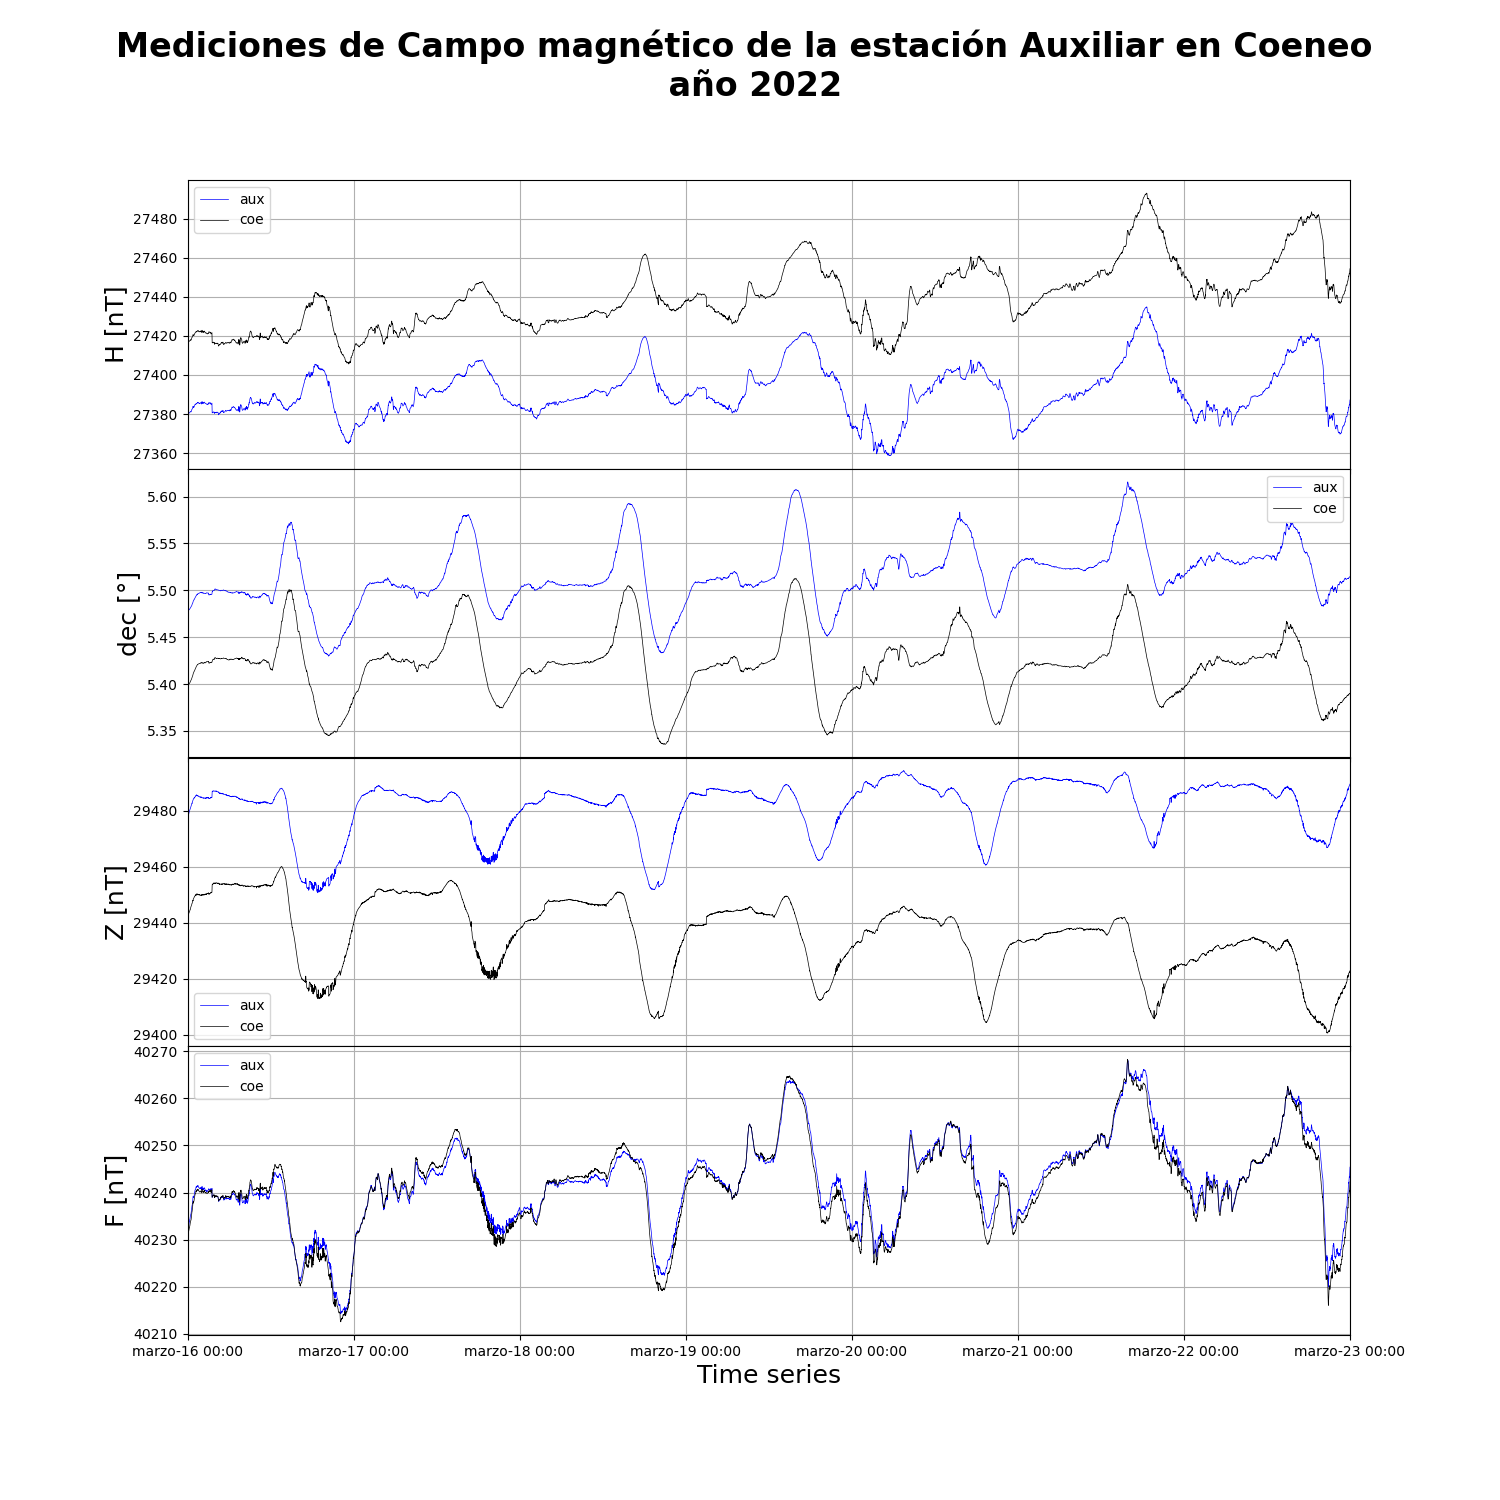 Mediciones de Campo magnético de la estación Auxiliar en Coeneo
año 2022
aux
coe
27480
27460
27440
27420
27400
27380
27360
H [nT]
aux
coe
5.60
5.55
5.50
5.45
5.40
5.35
dec [°]
29480
29460
29440
29420
29400
Z [nT]
aux
coe
40270
40260
40250
40240
40230
40220
40210
F [nT]
aux
coe
marzo-16 00:00 marzo-17 00:00 marzo-18 00:00 marzo-19 00:00 marzo-20 00:00 marzo-21 00:00 marzo-22 00:00 marzo-23 00:00
Time series